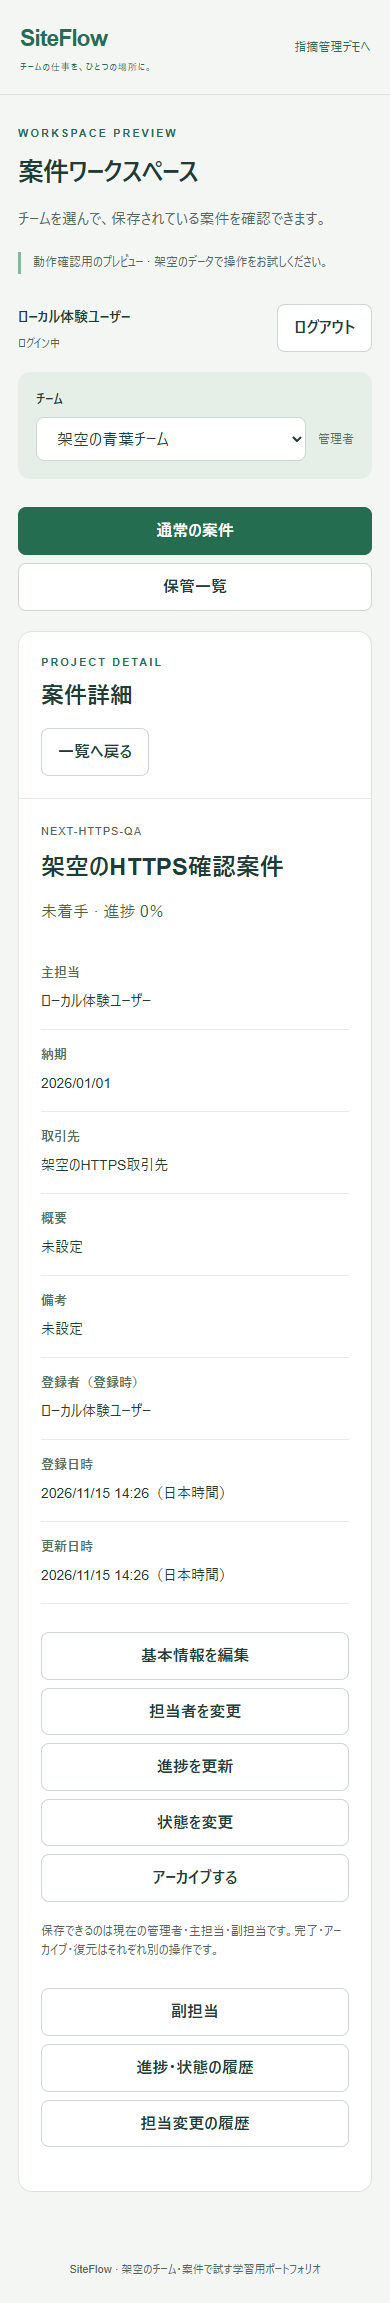 SiteFlow
チームの仕事を、ひとつの場所に。
指摘管理デモへ
WORKSPACE PREVIEW
案件ワークスペース
チームを選んで、保存されている案件を確認できます。
動作確認用のプレビュー · 架空のデータで操作をお試しください。
ローカル体験ユーザー
ログイン中
ログアウト
チーム
架空の青葉チーム
管理者
通常の案件
保管一覧
PROJECT DETAIL
案件詳細
一覧へ戻る
NEXT-HTTPS-QA
架空のHTTPS確認案件
未着手 · 進捗 0%
主担当
ローカル体験ユーザー
納期
2026/01/01
取引先
架空のHTTPS取引先
概要
未設定
備考
未設定
登録者（登録時）
ローカル体験ユーザー
登録日時
2026/11/15 14:26（日本時間）
更新日時
2026/11/15 14:26（日本時間）
基本情報を編集
担当者を変更
進捗を更新
状態を変更
アーカイブする
保存できるのは現在の管理者・主担当・副担当です。完了・アー
カイブ・復元はそれぞれ別の操作です。
副担当
進捗・状態の履歴
担当変更の履歴
SiteFlow · 架空のチーム・案件で試す学習用ポートフォリオ